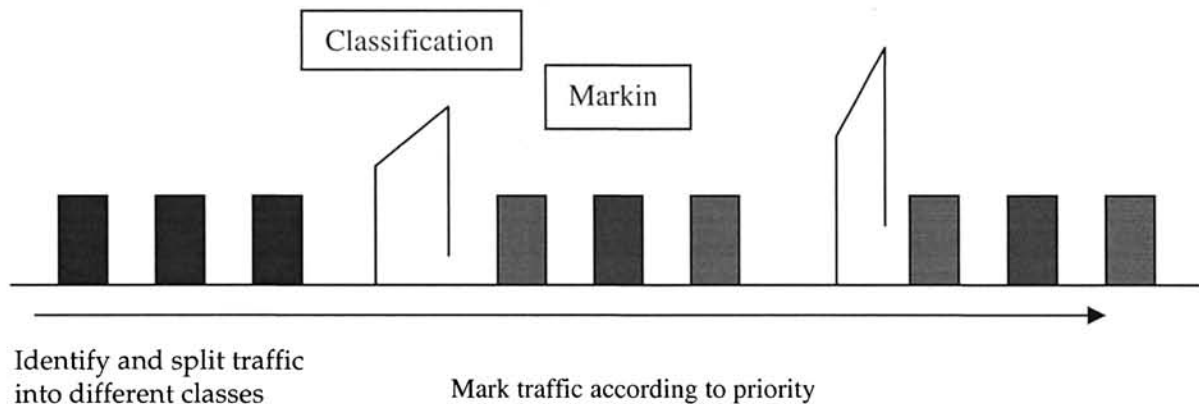 Classification
Markin
Identify and split traffic
into different classes
Mark traffic according to priority